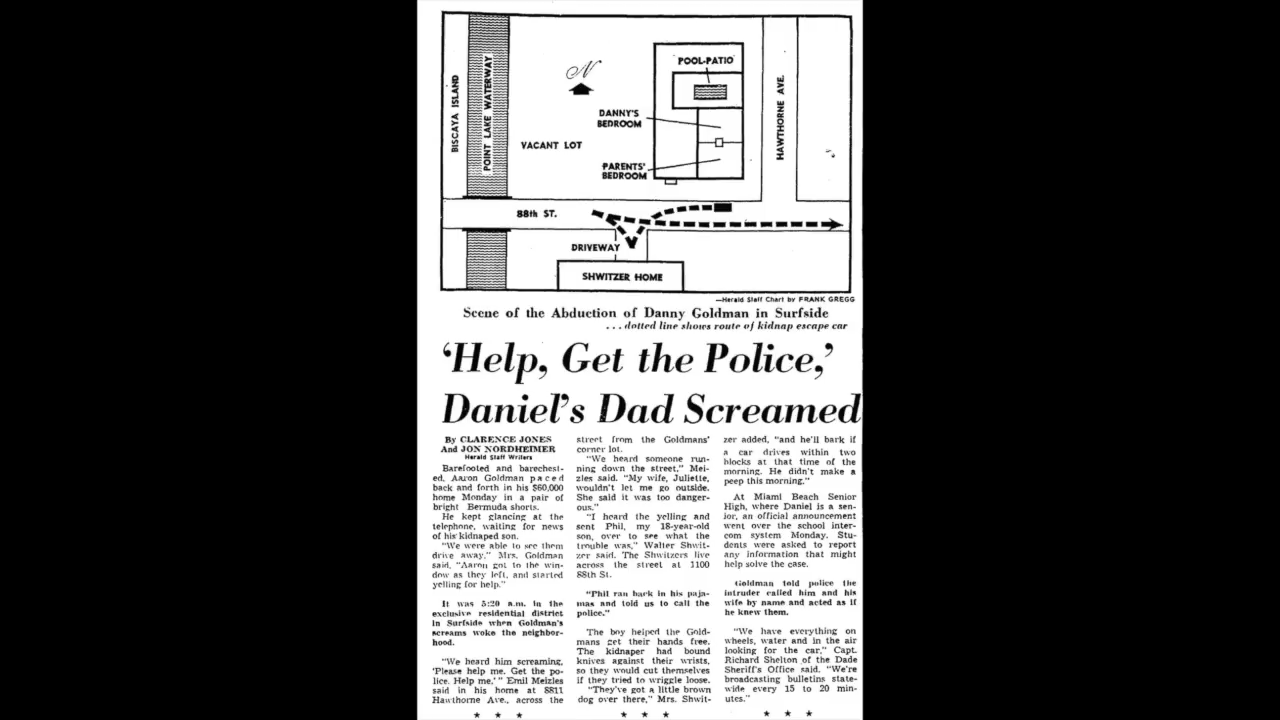 POOL-PATIO
DANNY'S
BEDROOM
HAWTHORNE AVE.
BISCAYA ISLAND
POINT LAKE WATERWAY
N
VACANT LOT
PARENTS'
BEDROOM
88th ST.
DRIVEWAY
SHWITZER HOME
—Herald Staff Chart by FRANK GREGG
Scene of the Abduction of Danny Goldman in Surfside
. . . dotted line shows route of kidnap escape car
‘Help, Get the Police,’
Daniel’s Dad Screamed
By CLARENCE JONES
And JON NORDHEIMER
Herald Staff Writers
Barefooted and barechest-
ed, Aaron Goldman paced
back and forth in his $60,000
home Monday in a pair of
bright Bermuda shorts.
He kept glancing at the
telephone, waiting for news
of his kidnaped son.
“We were able to see them
drive away,” Mrs. Goldman
said. “Aaron got to the win-
dow as they left, and started
yelling for help.”
It was 5:20 a.m. in the
exclusive residential district
in Surfside when Goldman’s
screams woke the neighbor-
hood.
“We heard him screaming,
‘Please help me. Get the po-
lice. Help me,’ ” Emil Meizles
said in his home at 8811
Hawthorne Ave., across the
street from the Goldmans’
corner lot.
“We heard someone run-
ning down the street,” Mei-
zles said. “My wife, Juliette,
wouldn’t let me go outside.
She said it was too danger-
ous.”
“I heard the yelling and
sent Phil, my 18-year-old
son, over to see what the
trouble was,” Walter Shwit-
zer said. The Shwitzers live
across the street at 1100
88th St.
“Phil ran back in his paja-
mas and told us to call the
police.”
The boy helped the Gold-
mans get their hands free.
The kidnaper had bound
knives against their wrists,
so they would cut themselves
if they tried to wriggle loose.
“They’ve got a little brown
dog over there,” Mrs. Shwit-
zer added, “and he’ll bark if
a car drives within two
blocks at that time of the
morning. He didn’t make a
peep this morning.”
At Miami Beach Senior
High, where Daniel is a sen-
ior, an official announcement
went over the school inter-
com system Monday. Stu-
dents were asked to report
any information that might
help solve the case.
Goldman told police the
intruder called him and his
wife by name and acted as if
he knew them.
“We have everything on
wheels, water and in the air
looking for the car,” Capt.
Richard Shelton of the Dade
Sheriff’s Office said. “We’re
broadcasting bulletins state-
wide every 15 to 20 min-
utes.”